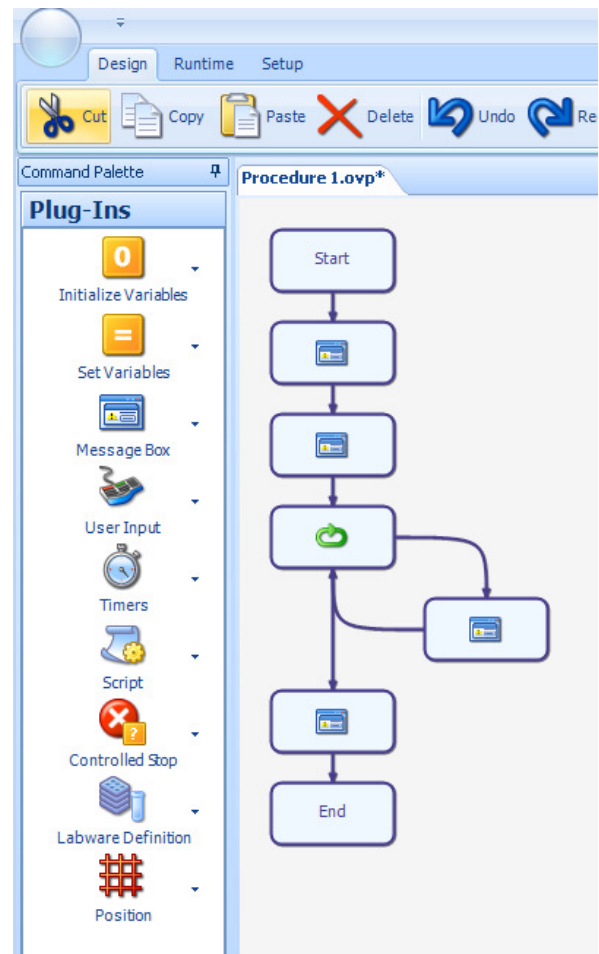 Design Runtime Setup
Cut Copy Paste Delete Undo Re
Command Palette
Procedure 1.ovp*
Plug-Ins
Start
0
Initialize Variables
=
Set Variables
Message Box
User Input
Timers
Script
?
Controlled Stop
Labware Definition
End
Position